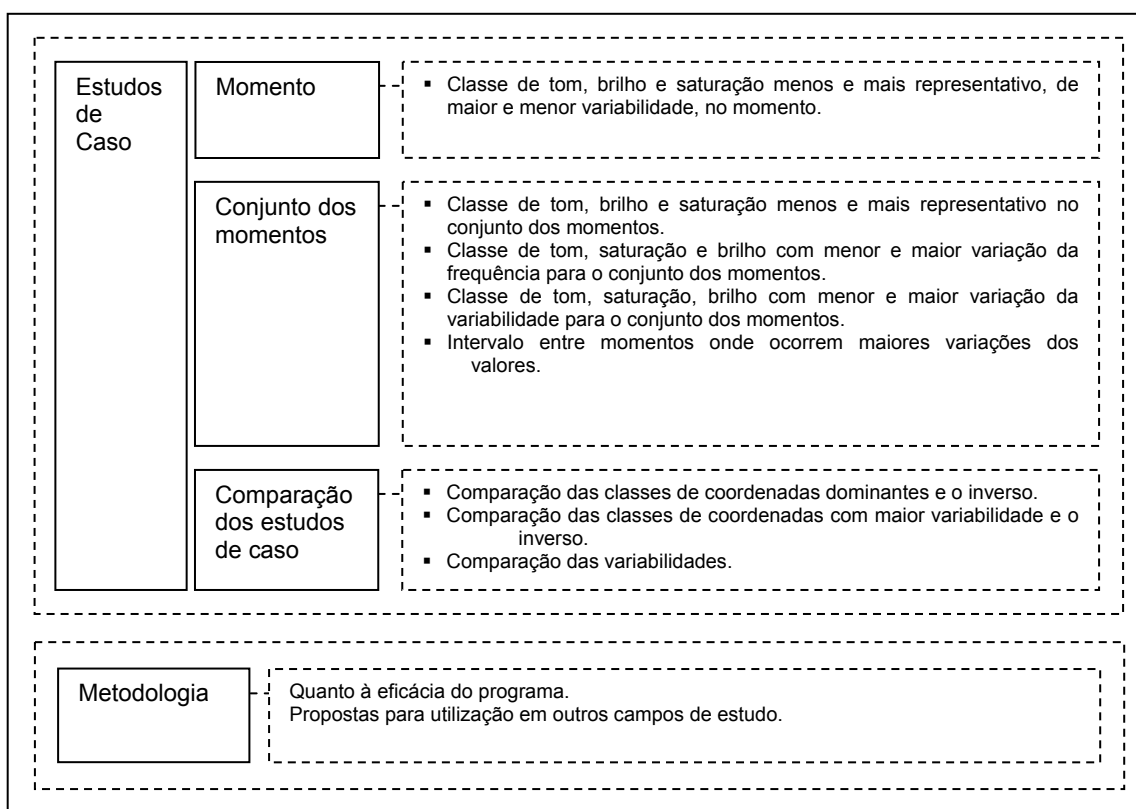 Estudos
de
Caso
Momento
▪ Classe de tom, brilho e saturação menos e mais representativo, de
maior e menor variabilidade, no momento.
Conjunto dos
momentos
▪ Classe de tom, brilho e saturação menos e mais representativo no
conjunto dos momentos.
▪ Classe de tom, saturação e brilho com menor e maior variação da
frequência para o conjunto dos momentos.
▪ Classe de tom, saturação, brilho com menor e maior variação da
variabilidade para o conjunto dos momentos.
▪ Intervalo entre momentos onde ocorrem maiores variações dos
valores.
Comparação
dos estudos
de caso
▪ Comparação das classes de coordenadas dominantes e o inverso.
▪ Comparação das classes de coordenadas com maior variabilidade e o
inverso.
▪ Comparação das variabilidades.
Metodologia
Quanto à eficácia do programa.
Propostas para utilização em outros campos de estudo.